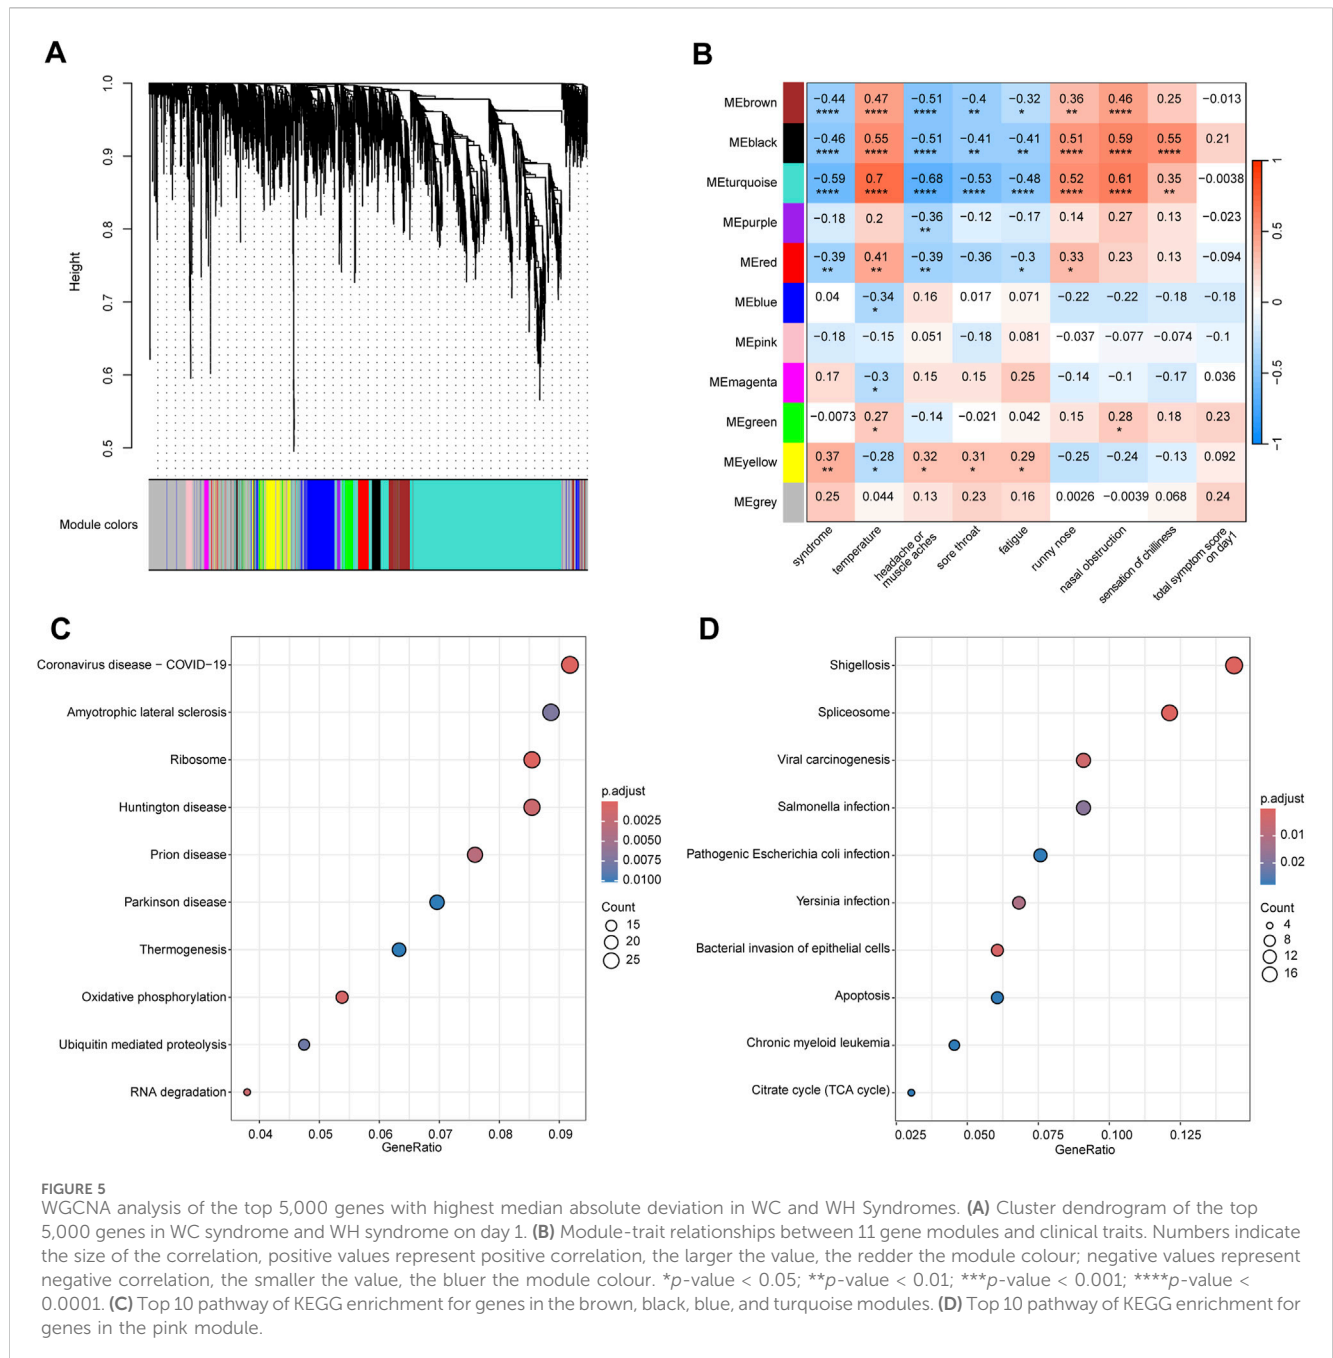 A
Height
1.0
0.9
0.8
0.7
0.6
0.5
Module colors
B
MEbrown −0.44 0.47 −0.51 −0.4 −0.32 0.36 0.46 0.25 −0.013
**** **** **** ** * ** ****
MEblack −0.46 0.55 −0.51 −0.41 −0.41 0.51 0.59 0.55 0.21
**** **** **** ** ** **** **** ****
MEturquoise −0.59 0.7 −0.68 −0.53 −0.48 0.52 0.61 0.35 −0.0038
**** **** **** **** **** **** **** **
MEpurple −0.18 0.2 −0.36 −0.12 −0.17 0.14 0.27 0.13 −0.023
**
MEred −0.39 0.41 −0.39 −0.36 −0.3 0.33 0.23 0.13 −0.094
** ** ** * *
MEblue 0.04 −0.34 0.16 0.017 0.071 −0.22 −0.22 −0.18 −0.18
*
MEpink −0.18 −0.15 0.051 −0.18 0.081 −0.037 −0.077 −0.074 −0.1
MEmagenta 0.17 −0.3 0.15 0.15 0.25 −0.14 −0.1 −0.17 0.036
*
MEgreen −0.0073 0.27 −0.14 −0.021 0.042 0.15 0.28 0.18 0.23
* *
MEyellow 0.37 −0.28 0.32 0.31 0.29 −0.25 −0.24 −0.13 0.092
** * * * *
MEgrey 0.25 0.044 0.13 0.23 0.16 0.0026 −0.0039 0.068 0.24
syndrome
temperature
headache or
muscle aches
sore throat
fatigue
runny nose
nasal obstruction
sensation of chilliness
total symptom score
on day1
1
0.5
0
−0.5
−1
C
Coronavirus disease − COVID−19
Amyotrophic lateral sclerosis
Ribosome
Huntington disease
Prion disease
Parkinson disease
Thermogenesis
Oxidative phosphorylation
Ubiquitin mediated proteolysis
RNA degradation
0.04 0.05 0.06 0.07 0.08 0.09
GeneRatio
p.adjust
0.0025
0.0050
0.0075
0.0100
Count
15
20
25
D
Shigellosis
Spliceosome
Viral carcinogenesis
Salmonella infection
Pathogenic Escherichia coli infection
Yersinia infection
Bacterial invasion of epithelial cells
Apoptosis
Chronic myeloid leukemia
Citrate cycle (TCA cycle)
0.025 0.050 0.075 0.100 0.125
GeneRatio
p.adjust
0.01
0.02
Count
4
8
12
16
FIGURE 5
WGCNA analysis of the top 5,000 genes with highest median absolute deviation in WC and WH Syndromes. (A) Cluster dendrogram of the top
5,000 genes in WC syndrome and WH syndrome on day 1. (B) Module-trait relationships between 11 gene modules and clinical traits. Numbers indicate
the size of the correlation, positive values represent positive correlation, the larger the value, the redder the module colour; negative values represent
negative correlation, the smaller the value, the bluer the module colour. *p-value < 0.05; **p-value < 0.01; ***p-value < 0.001; ****p-value <
0.0001. (C) Top 10 pathway of KEGG enrichment for genes in the brown, black, blue, and turquoise modules. (D) Top 10 pathway of KEGG enrichment for
genes in the pink module.